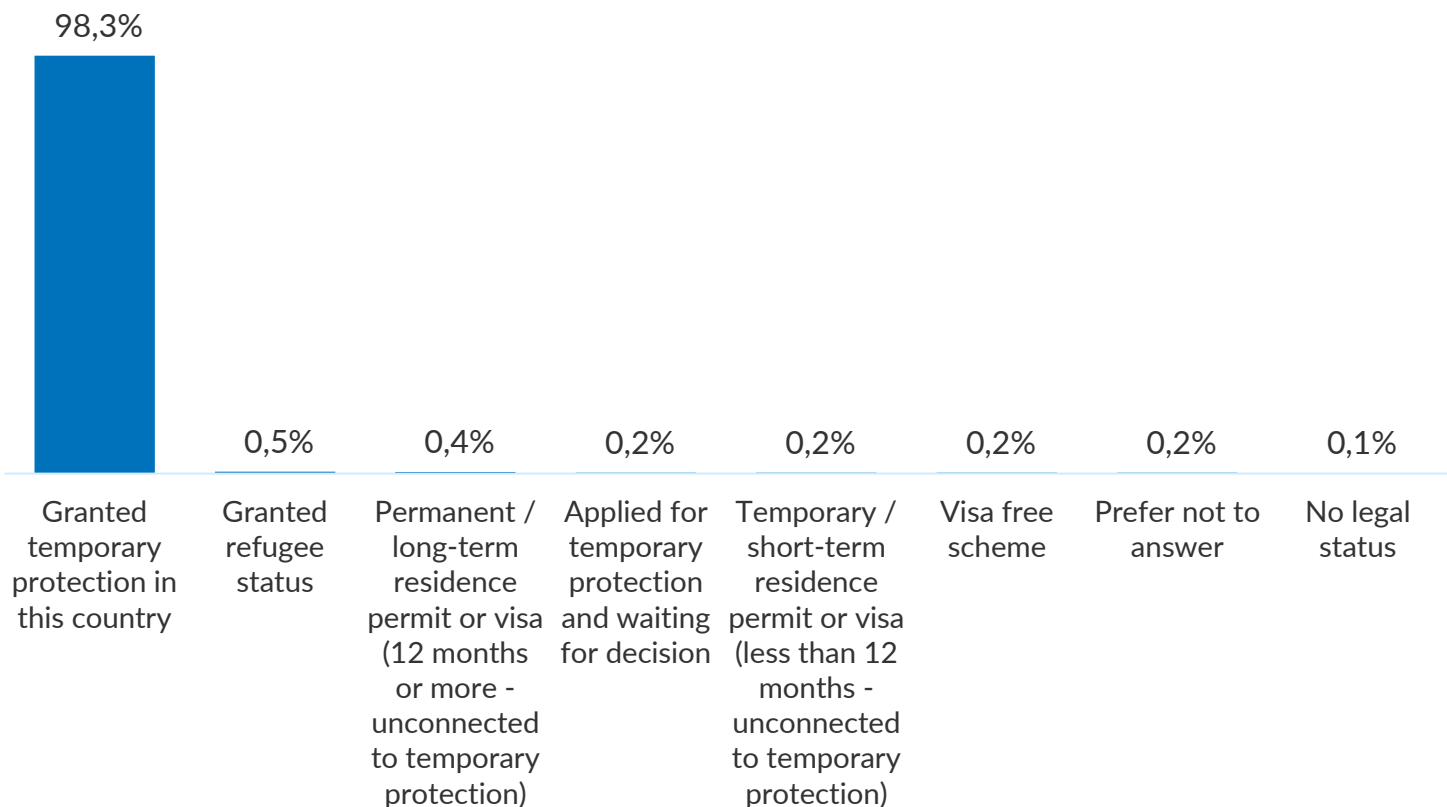 98,3%
0,5%
0,4%
0,2%
0,2%
0,2%
0,2%
0,1%
Granted
temporary
protection in
this country
Granted
refugee
status
Permanent /
long-term
residence
permit or visa
(12 months
or more -
unconnected
to temporary
protection)
Applied for
temporary
protection
and waiting
for decision
Temporary /
short-term
residence
permit or visa
(less than 12
months -
unconnected
to temporary
protection)
Visa free
scheme
Prefer not to
answer
No legal
status